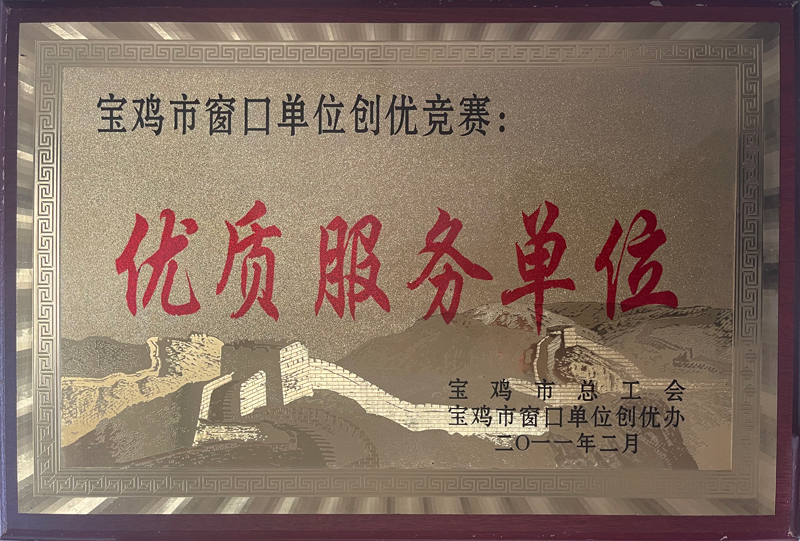 宝鸡市窗口单位创优竞赛：
优质服务单位
宝鸡市总工会
宝鸡市窗口单位创优办
二〇一一年二月